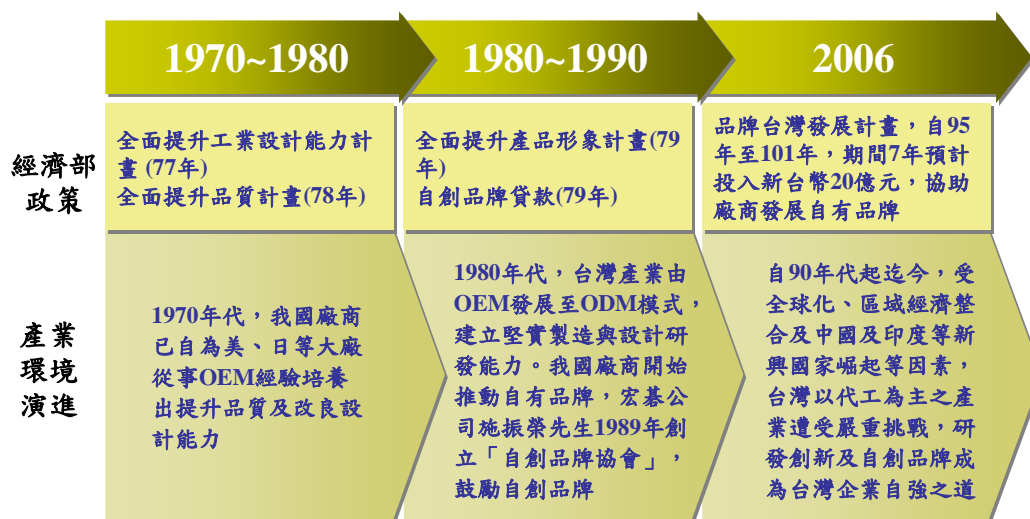 1970~1980
1980~1990
2006
經濟部
政策
全面提升工業設計能力計
畫 (77年)
全面提升品質計畫(78年)
全面提升產品形象計畫(79
年)
自創品牌貸款(79年)
品牌台灣發展計畫，自95
年至101年，期間7年預計
投入新台幣20億元，協助
廠商發展自有品牌
產業
環境
演進
1970年代，我國廠商
已自為美、日等大廠
從事OEM經驗培養
出提升品質及改良設
計能力
1980年代，台灣產業由
OEM發展至ODM模式，
建立堅實製造與設計研
發能力。我國廠商開始
推動自有品牌，宏碁公
司施振榮先生1989年創
立「自創品牌協會」，
鼓勵自創品牌
自90年代起迄今，受
全球化、區域經濟整
合及中國及印度等新
興國家崛起等因素，
台灣以代工為主之產
業遭受嚴重挑戰，研
發創新及自創品牌成
為台灣企業自強之道